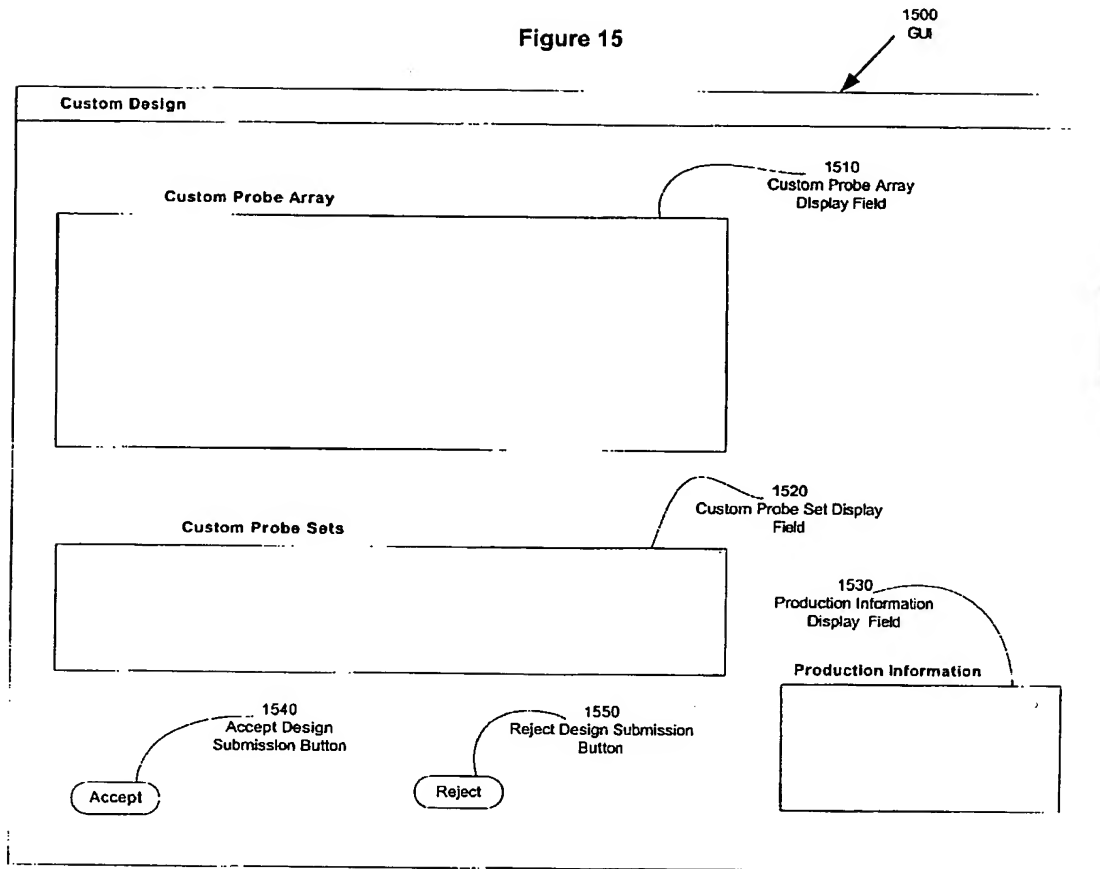 Figure 15
1500
GUI
Custom Design
1510
Custom Probe Array
Display Field
Custom Probe Array
1520
Custom Probe Set Display
Field
Custom Probe Sets
1530
Production Information
Display Field
Production Information
1540
Accept Design
Submission Button
1550
Reject Design Submission
Button
Accept
Reject